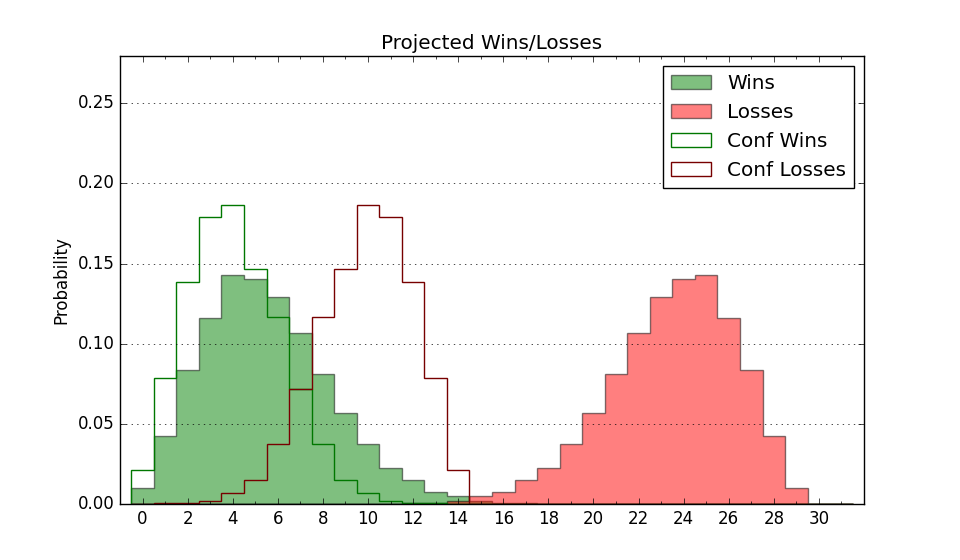 Projected Wins/Losses
Wins
Losses
Conf Wins
Conf Losses
Probability
0.25
0.20
0.15
0.10
0.05
0.00
0 2 4 6 8 10 12 14 16 18 20 22 24 26 28 30